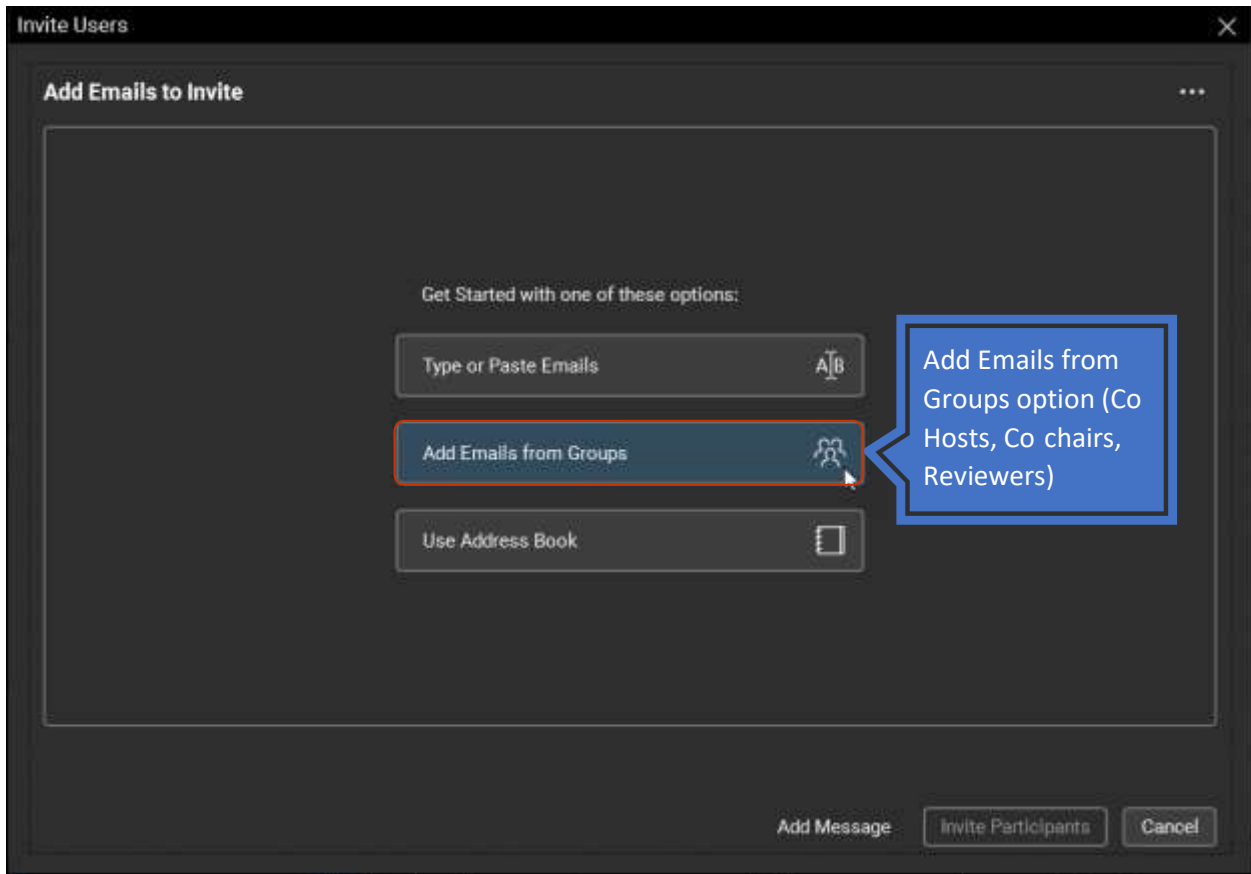 Invite Users
Add Emails to Invite
Get Started with one of these options:
Type or Paste Emails
Add Emails from Groups
Use Address Book
Add Emails from
Groups option (Co
Hosts, Co chairs,
Reviewers)
Add Message
Invite Participants
Cancel